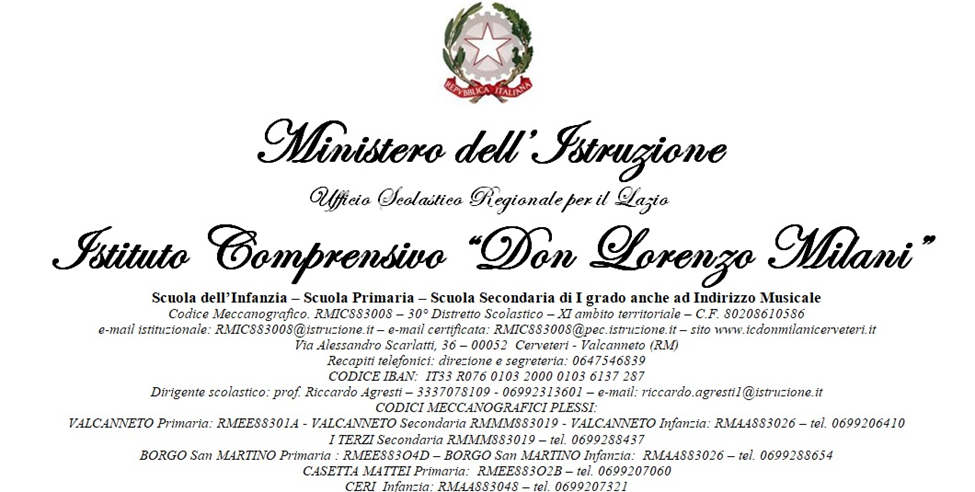 REPVBBLICA ITALIANA
Ministero dell'Istruzione
Ufficio Scolastico Regionale per il Lazio
Istituto Comprensivo “Don Lorenzo Milani”
Scuola dell'Infanzia – Scuola Primaria – Scuola Secondaria di I grado anche ad Indirizzo Musicale
Codice Meccanografico. RMIC883008 – 30° Distretto Scolastico – XI ambito territoriale – C.F. 80208610586
e-mail istituzionale: RMIC883008@istruzione.it – e-mail certificata: RMIC883008@pec.istruzione.it – sito www.icdonmilanicerveteri.it
Via Alessandro Scarlatti, 36 – 00052 Cerveteri - Valcanneto (RM)
Recapiti telefonici: direzione e segreteria: 0647546839
CODICE IBAN: IT33 R076 0103 2000 0103 6137 287
Dirigente scolastico: prof. Riccardo Agresti – 3337078109 - 06992313601 – e-mail: riccardo.agresti1@istruzione.it
CODICI MECCANOGRAFICI PLESSI:
VALCANNETO Primaria: RMEE88301A - VALCANNETO Secondaria RMMM883019 - VALCANNETO Infanzia: RMAA883026 – tel. 0699206410
I TERZI Secondaria RMMM883019 – tel. 0699288437
BORGO San MARTINO Primaria : RMEE883O4D – BORGO San MARTINO Infanzia: RMAA883026 – tel. 0699288654
CASETTA MATTEI Primaria: RMEE883O2B – tel. 0699207060
CERI Infanzia: RMAA883048 – tel. 0699207321